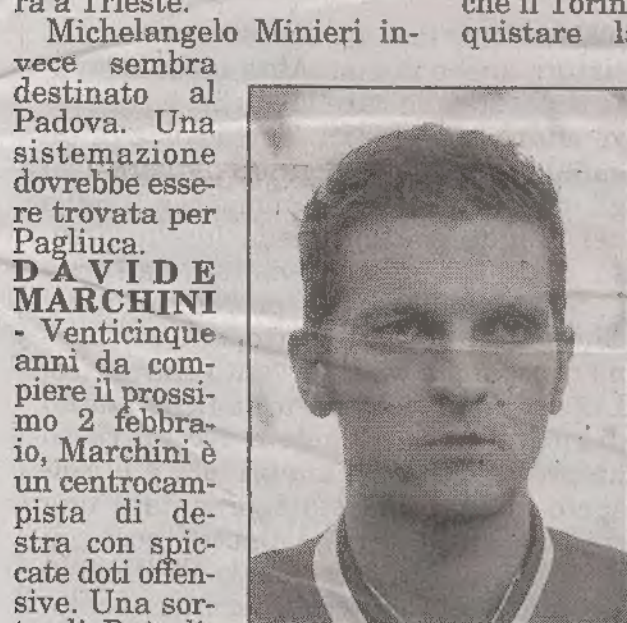 ra a Trieste.
Michelangelo Minieri in-
vece sembra
destinato al
Padova. Una
sistemazione
dovrebbe esse-
re trovata per
Pagliuca.
DAVIDE
MARCHINI
- Venticinque
anni da com-
piere il prossi-
mo 2 febbra-
io, Marchini è
un centrocam-
pista di de-
stra con spic-
cate doti offen-
sive. Una sor-
che il Torin
quistare l